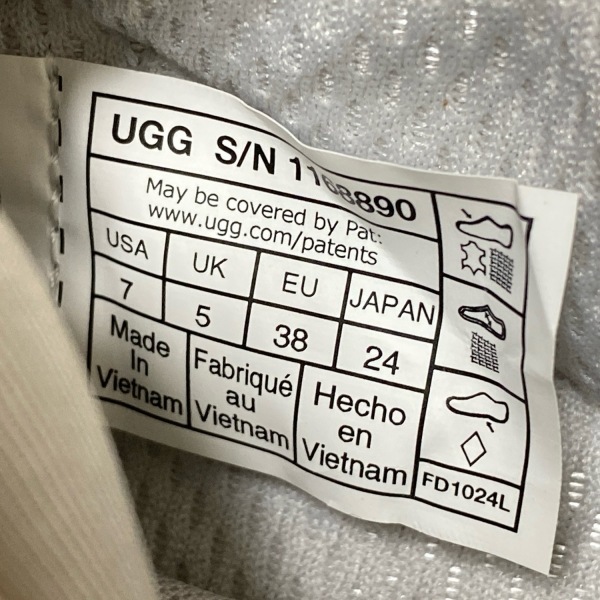 UGG S/N 1168890
May be covered by Pat:
www.ugg.com/patents
USA UK EU JAPAN
7 5 38 24
Made In Vietnam
Fabriqué au Vietnam
Hecho en Vietnam
FD1024L